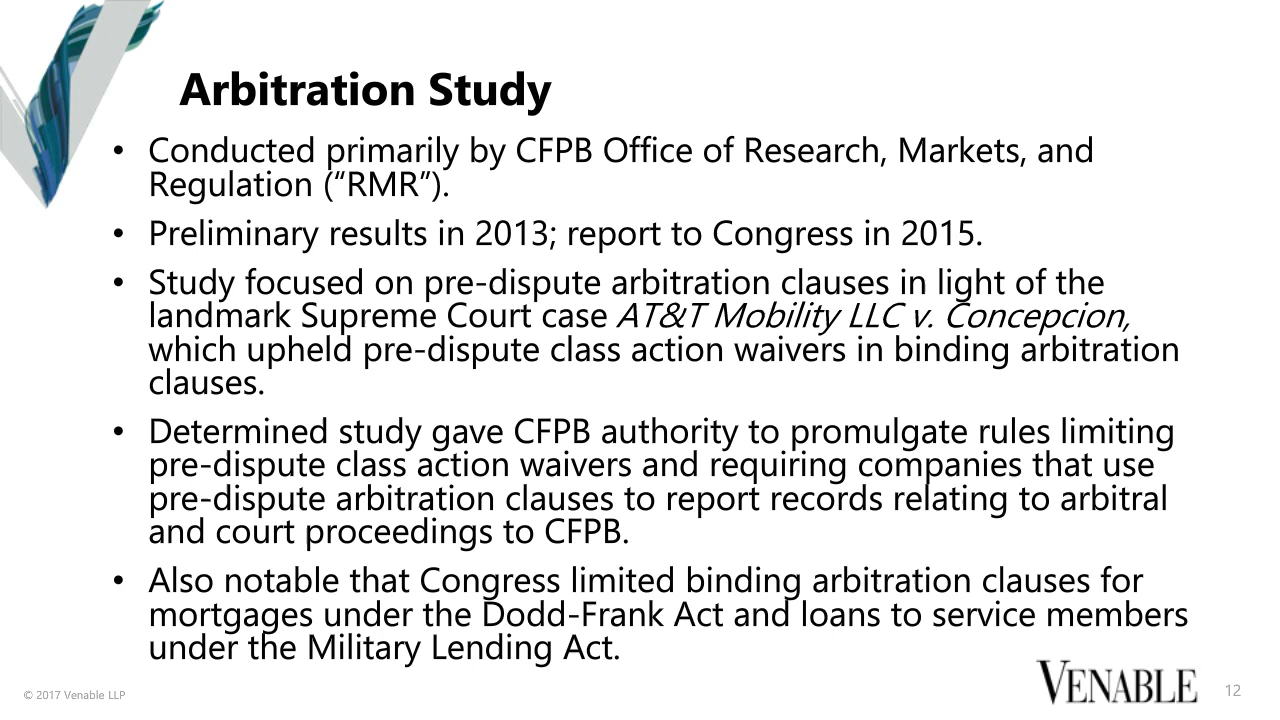 Arbitration Study
• Conducted primarily by CFPB Office of Research, Markets, and
Regulation (“RMR”).
• Preliminary results in 2013; report to Congress in 2015.
• Study focused on pre-dispute arbitration clauses in light of the
landmark Supreme Court case AT&T Mobility LLC v. Concepcion,
which upheld pre-dispute class action waivers in binding arbitration
clauses.
• Determined study gave CFPB authority to promulgate rules limiting
pre-dispute class action waivers and requiring companies that use
pre-dispute arbitration clauses to report records relating to arbitral
and court proceedings to CFPB.
• Also notable that Congress limited binding arbitration clauses for
mortgages under the Dodd-Frank Act and loans to service members
under the Military Lending Act.
© 2017 Venable LLP
VENABLE
12